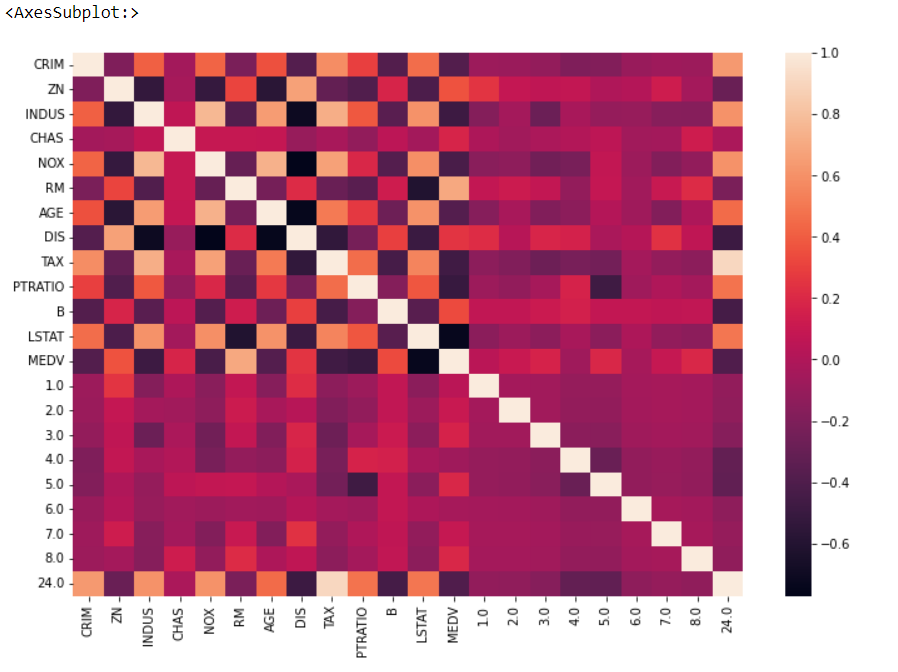 <AxesSubplot:>
CRIM
ZN
INDUS
CHAS
NOX
RM
AGE
DIS
TAX
PTRATIO
B
LSTAT
MEDV
1.0
2.0
3.0
4.0
5.0
6.0
7.0
8.0
24.0
CRIM
ZN
INDUS
CHAS
NOX
RM
AGE
DIS
TAX
PTRATIO
B
LSTAT
MEDV
1.0
2.0
3.0
4.0
5.0
6.0
7.0
8.0
24.0
1.0
0.8
0.6
0.4
0.2
0.0
−0.2
−0.4
−0.6